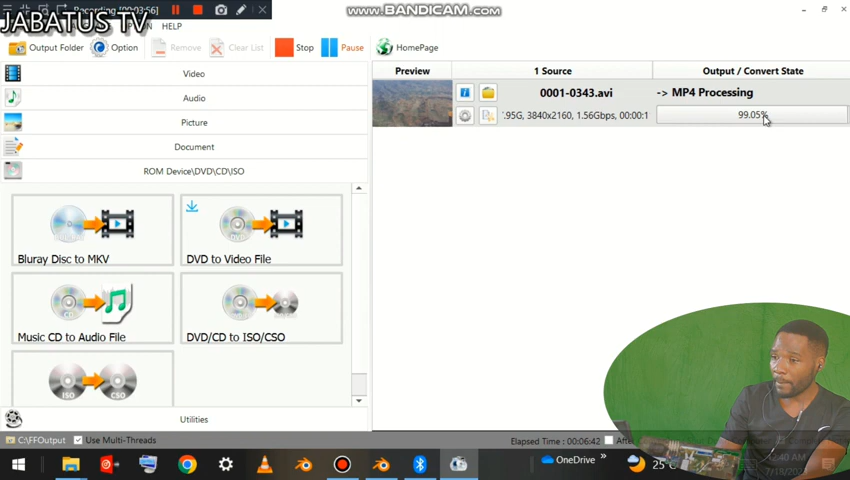 JABATUS TV
Recording [00:03:56]
www.BANDICAM.com
HELP
Output Folder
Option
Remove
Clear List
Stop
Pause
HomePage
Video
Audio
Picture
Document
ROM Device\DVD\CD\ISO
Bluray Disc to MKV
DVD to Video File
Music CD to Audio File
DVD/CD to ISO/CSO
ISO
CSO
Utilities
Preview
1 Source
Output / Convert State
0001-0343.avi
-> MP4 Processing
.95G, 3840x2160, 1.56Gbps, 00:00:1
99.05%
C:\FFOutput
Use Multi-Threads
Elapsed Time : 00:06:42
OneDrive
25°
12:40 AM